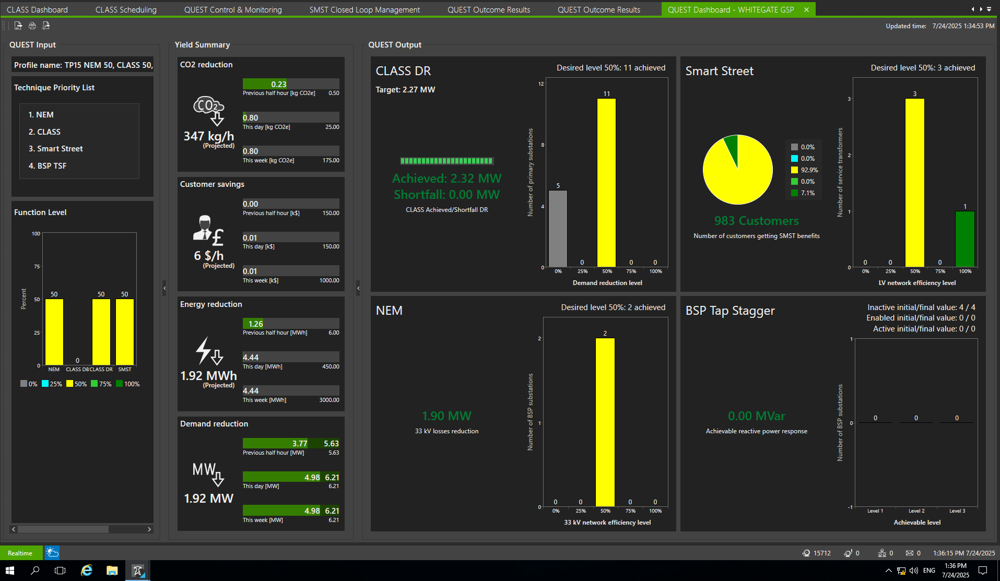 CLASS Dashboard
CLASS Scheduling
QUEST Control & Monitoring
SMST Closed Loop Management
QUEST Outcome Results
QUEST Outcome Results
QUEST Dashboard - WHITEGATE GSP
Updated time: 7/24/2025 1:34:53 PM
QUEST Input
Profile name: TP15 NEM 50, CLASS 50,
Technique Priority List
1. NEM
2. CLASS
3. Smart Street
4. BSP TSF
Function Level
Percent
100
75
50
25
0
50
0
50
50
NEM
CLASS DB
CLASS DR
SMST
0% 25% 50% 75% 100%
Yield Summary
CO2 reduction
CO2
347 kg/h
(Projected)
0.23
Previous half hour [kg CO2e] 0.50
0.80
This day [kg CO2e] 25.00
0.80
This week [kg CO2e] 175.00
Customer savings
£
6 $/h
(Projected)
0.00
Previous half hour [k$] 150.00
0.01
This day [k$] 150.00
0.01
This week [k$] 1000.00
Energy reduction
1.92 MWh
(Projected)
1.26
Previous half hour [MWh] 6.00
4.44
This day [MWh] 450.00
4.44
This week [MWh] 3000.00
Demand reduction
MW
1.92 MW
3.77 5.63
Previous half hour [MW] 5.63
4.98 6.21
This day [MW] 6.21
4.98 6.21
This week [MW] 6.21
QUEST Output
CLASS DR
Target: 2.27 MW
Desired level 50%: 11 achieved
Achieved: 2.32 MW
Shortfall: 0.00 MW
CLASS Achieved/Shortfall DR
Number of primary substations
12
8
4
0
5
0
11
0
0
0% 25% 50% 75% 100%
Demand reduction level
Smart Street
Desired level 50%: 3 achieved
0.0%
0.0%
92.9%
0.0%
7.1%
983 Customers
Number of customers getting SMST benefits
Number of service transformers
3
2
1
0
0
0
3
0
1
0% 25% 50% 75% 100%
LV network efficiency level
NEM
Desired level 50%: 2 achieved
1.90 MW
33 kV losses reduction
Number of BSP substations
2
1
0
0
0
2
0
0
0% 25% 50% 75% 100%
33 kV network efficiency level
BSP Tap Stagger
Inactive initial/final value: 4 / 4
Enabled initial/final value: 0 / 0
Active initial/final value: 0 / 0
0.00 MVar
Achievable reactive power response
Number of BSP substations
1
0
-1
0
0
0
Level 1 Level 2 Level 3
Achievable level
Realtime
15712
0
0
0
1:36:15 PM 7/24/2025
ENG
1:36 PM
7/24/2025